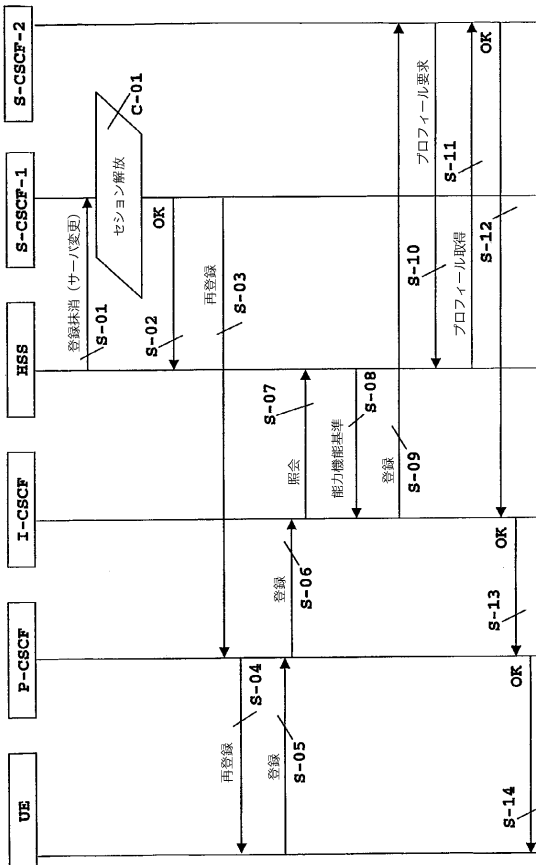 UE
P-CSCF
I-CSCF
HSS
S-CSCF-1
S-CSCF-2
登録抹消(サーバ変更)
S-01
セション解放
C-01
OK
S-02
再登録
S-03
再登録
S-04
登録
S-05
登録
S-06
照会
S-07
能力機能基準
S-08
登録
S-09
プロフィール要求
S-10
プロフィール取得
S-11
OK
S-12
OK
S-13
OK
S-14